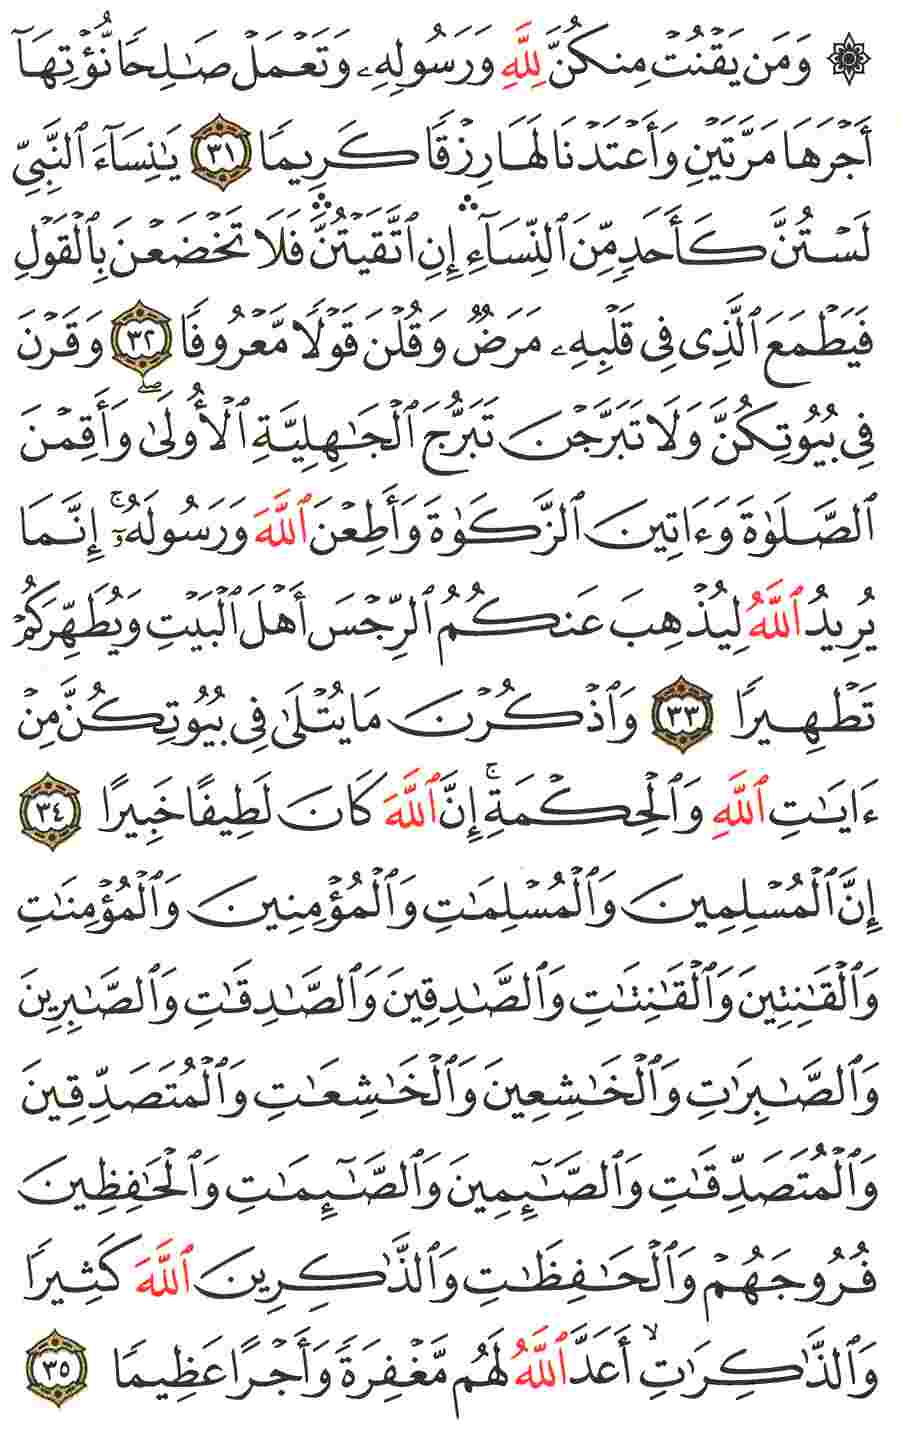 ۞ وَمَن يَقْنُتْ مِنكُنَّ لِلَّهِ وَرَسُولِهِۦ وَتَعْمَلْ صَـٰلِحًا نُّؤْتِهَآ
أَجْرَهَا مَرَّتَيْنِ وَأَعْتَدْنَا لَهَا رِزْقًا كَرِيمًا ٣١ يَـٰنِسَآءَ ٱلنَّبِىِّ
لَسْتُنَّ كَأَحَدٍ مِّنَ ٱلنِّسَآءِ ۛ إِنِ ٱتَّقَيْتُنَّ ۛ فَلَا تَخْضَعْنَ بِٱلْقَوْلِ
فَيَطْمَعَ ٱلَّذِى فِى قَلْبِهِۦ مَرَضٌ وَقُلْنَ قَوْلًا مَّعْرُوفًا ٣٢ وَقَرْنَ
فِى بُيُوتِكُنَّ وَلَا تَبَرَّجْنَ تَبَرُّجَ ٱلْجَـٰهِلِيَّةِ ٱلْأُولَىٰ ۖ وَأَقِمْنَ
ٱلصَّلَوٰةَ وَءَاتِينَ ٱلزَّكَوٰةَ وَأَطِعْنَ ٱللَّهَ وَرَسُولَهُۥٓ ۚ إِنَّمَا
يُرِيدُ ٱللَّهُ لِيُذْهِبَ عَنكُمُ ٱلرِّجْسَ أَهْلَ ٱلْبَيْتِ وَيُطَهِّرَكُمْ
تَطْهِيرًا ٣٣ وَٱذْكُرْنَ مَا يُتْلَىٰ فِى بُيُوتِكُنَّ مِنْ
ءَايَـٰتِ ٱللَّهِ وَٱلْحِكْمَةِ ۚ إِنَّ ٱللَّهَ كَانَ لَطِيفًا خَبِيرًا ٣٤
إِنَّ ٱلْمُسْلِمِينَ وَٱلْمُسْلِمَـٰتِ وَٱلْمُؤْمِنِينَ وَٱلْمُؤْمِنَـٰتِ
وَٱلْقَـٰنِتِينَ وَٱلْقَـٰنِتَـٰتِ وَٱلصَّـٰدِقِينَ وَٱلصَّـٰدِقَـٰتِ وَٱلصَّـٰبِرِينَ
وَٱلصَّـٰبِرَٰتِ وَٱلْخَـٰشِعِينَ وَٱلْخَـٰشِعَـٰتِ وَٱلْمُتَصَدِّقِينَ
وَٱلْمُتَصَدِّقَـٰتِ وَٱلصَّـٰٓئِمِينَ وَٱلصَّـٰٓئِمَـٰتِ وَٱلْحَـٰفِظِينَ
فُرُوجَهُمْ وَٱلْحَـٰفِظَـٰتِ وَٱلذَّٰكِرِينَ ٱللَّهَ كَثِيرًا
وَٱلذَّٰكِرَٰتِ ۙ أَعَدَّ ٱللَّهُ لَهُم مَّغْفِرَةً وَأَجْرًا عَظِيمًا ٣٥